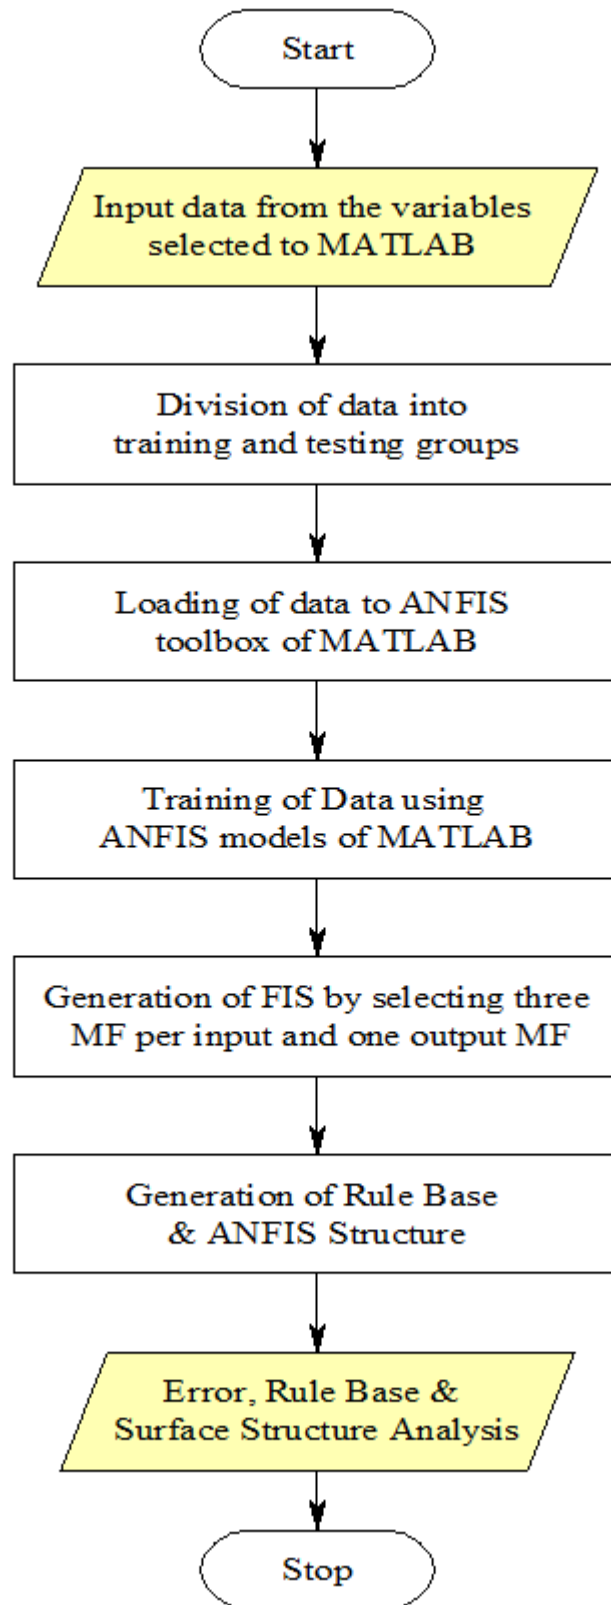 Start
Input data from the variables
selected to MATLAB
Division of data into
training and testing groups
Loading of data to ANFIS
toolbox of MATLAB
Training of Data using
ANFIS models of MATLAB
Generation of FIS by selecting three
MF per input and one output MF
Generation of Rule Base
& ANFIS Structure
Error, Rule Base &
Surface Structure Analysis
Stop